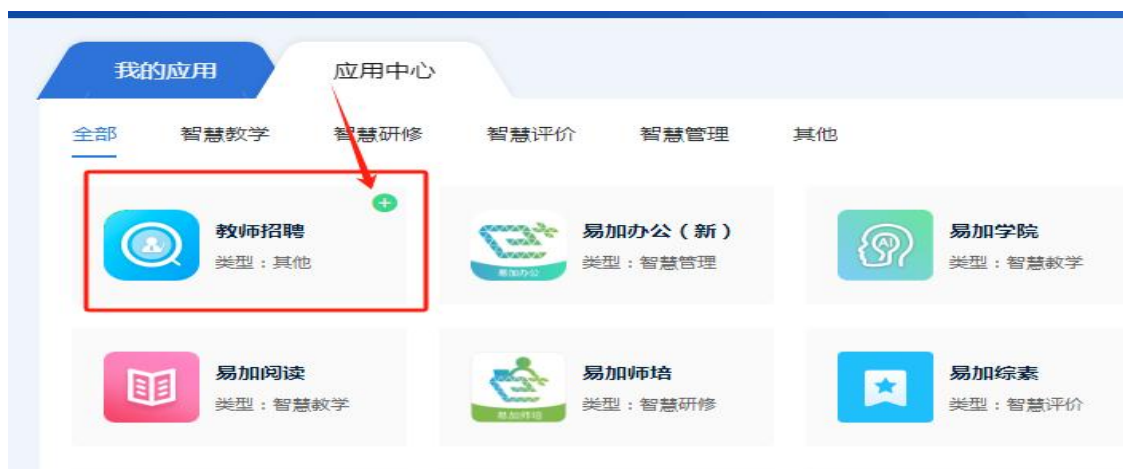 我的应用
应用中心
全部 智慧教学 智慧研修 智慧评价 智慧管理 其他
教师招聘
类型：其他
易加办公
易加办公（新）
类型：智慧管理
AI
易加学院
类型：智慧教学
易加阅读
类型：智慧教学
易加师培
易加师培
类型：智慧研修
易加综素
类型：智慧评价